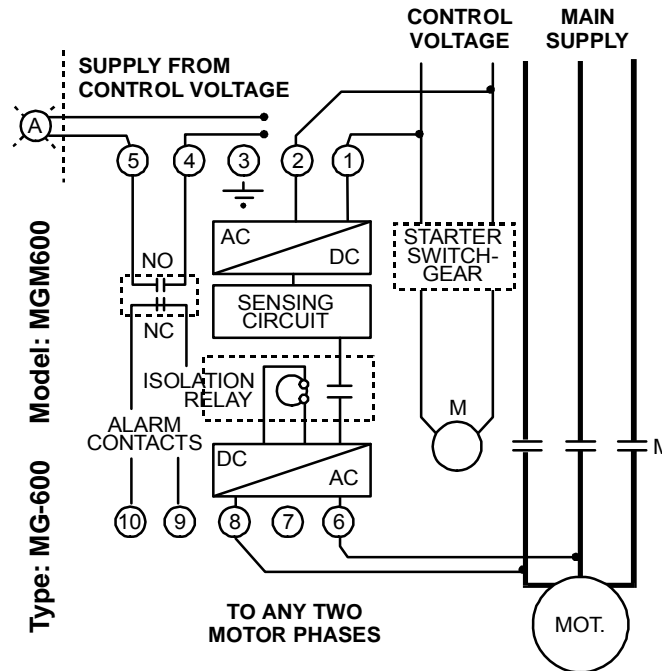 CONTROL
VOLTAGE
MAIN
SUPPLY
SUPPLY FROM
CONTROL VOLTAGE
A
5
4
3
2
1
AC
DC
STARTER
SWITCH-
GEAR
NO
NC
SENSING
CIRCUIT
ISOLATION
RELAY
M
M
ALARM
CONTACTS
DC
AC
10
9
8
7
6
TO ANY TWO
MOTOR PHASES
MOT.
Type: MG-600 Model: MGM600